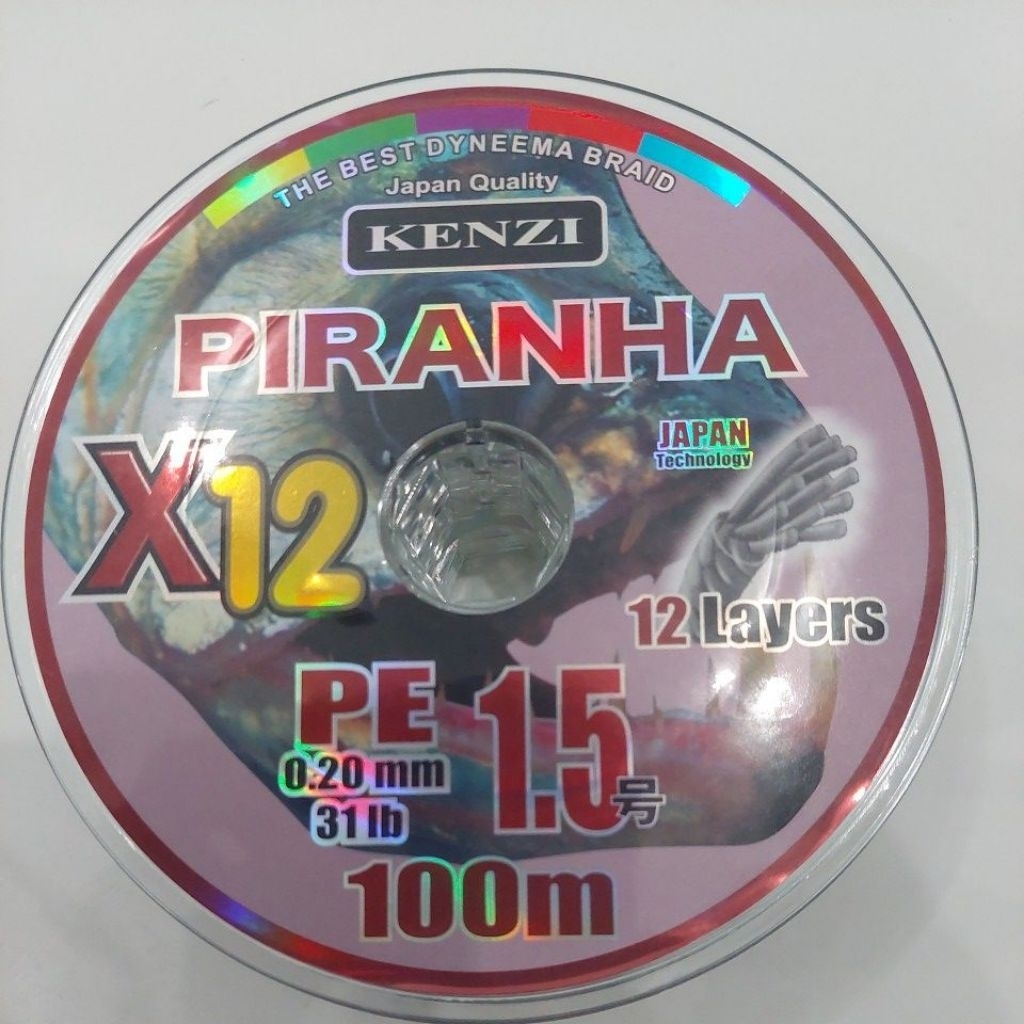 THE BEST DYNEEMA BRAID
Japan Quality
KENZI
PIRANHA
JAPAN
Technology
X12
12 Layers
PE 1.5号
0.20 mm
31 lb
100m